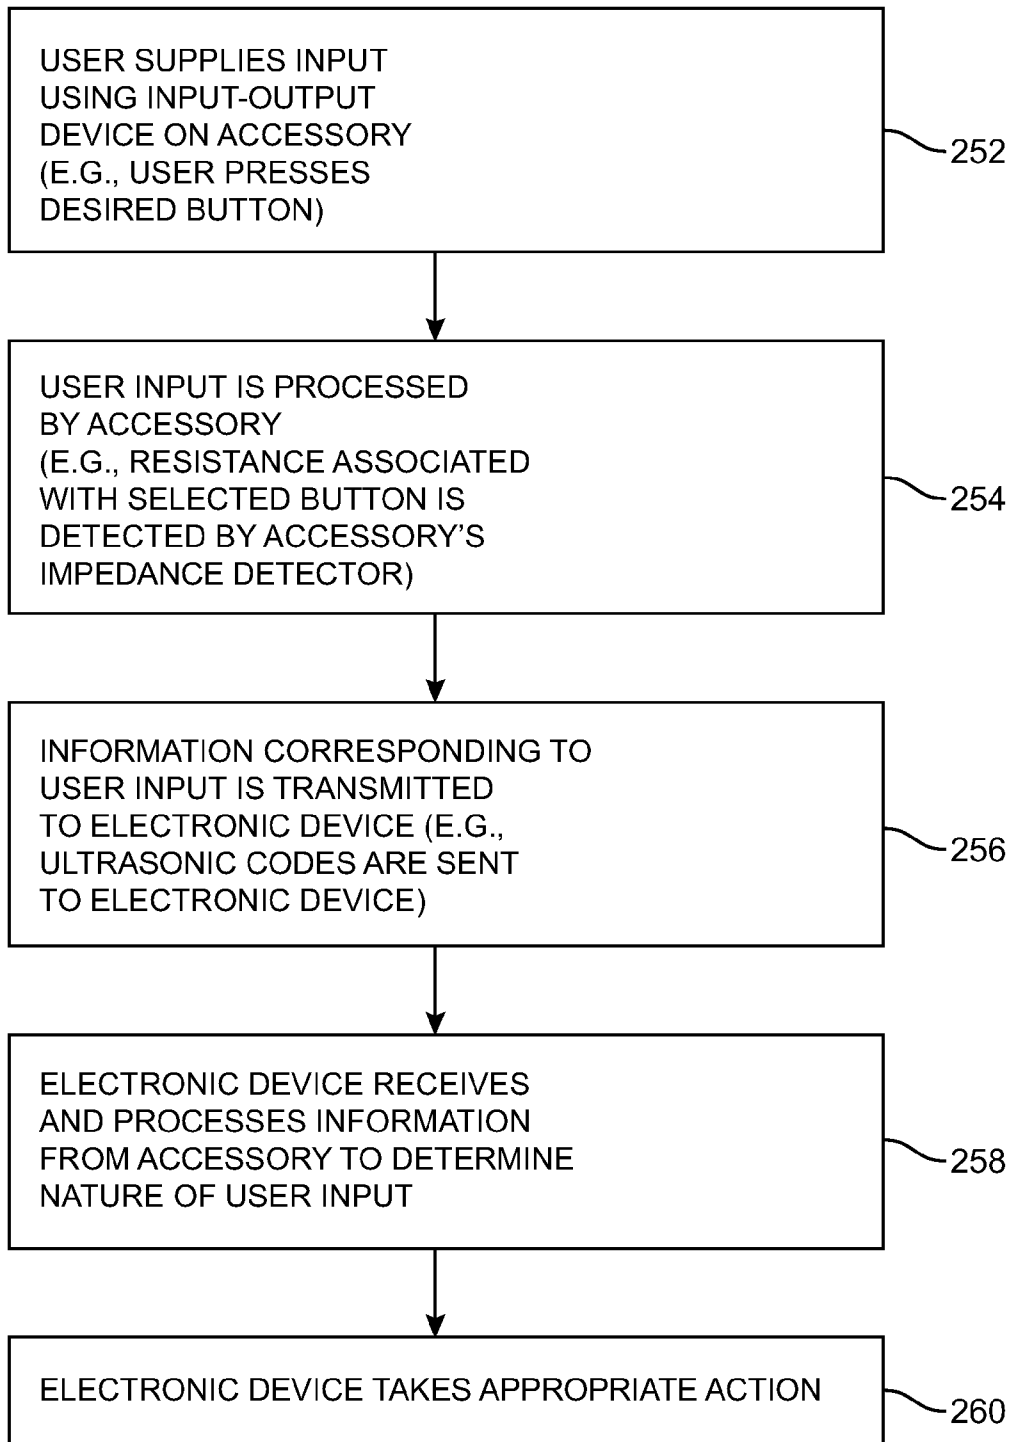 USER SUPPLIES INPUT
USING INPUT-OUTPUT
DEVICE ON ACCESSORY
(E.G., USER PRESSES
DESIRED BUTTON)
252
USER INPUT IS PROCESSED
BY ACCESSORY
(E.G., RESISTANCE ASSOCIATED
WITH SELECTED BUTTON IS
DETECTED BY ACCESSORY'S
IMPEDANCE DETECTOR)
254
INFORMATION CORRESPONDING TO
USER INPUT IS TRANSMITTED
TO ELECTRONIC DEVICE (E.G.,
ULTRASONIC CODES ARE SENT
TO ELECTRONIC DEVICE)
256
ELECTRONIC DEVICE RECEIVES
AND PROCESSES INFORMATION
FROM ACCESSORY TO DETERMINE
NATURE OF USER INPUT
258
ELECTRONIC DEVICE TAKES APPROPRIATE ACTION
260